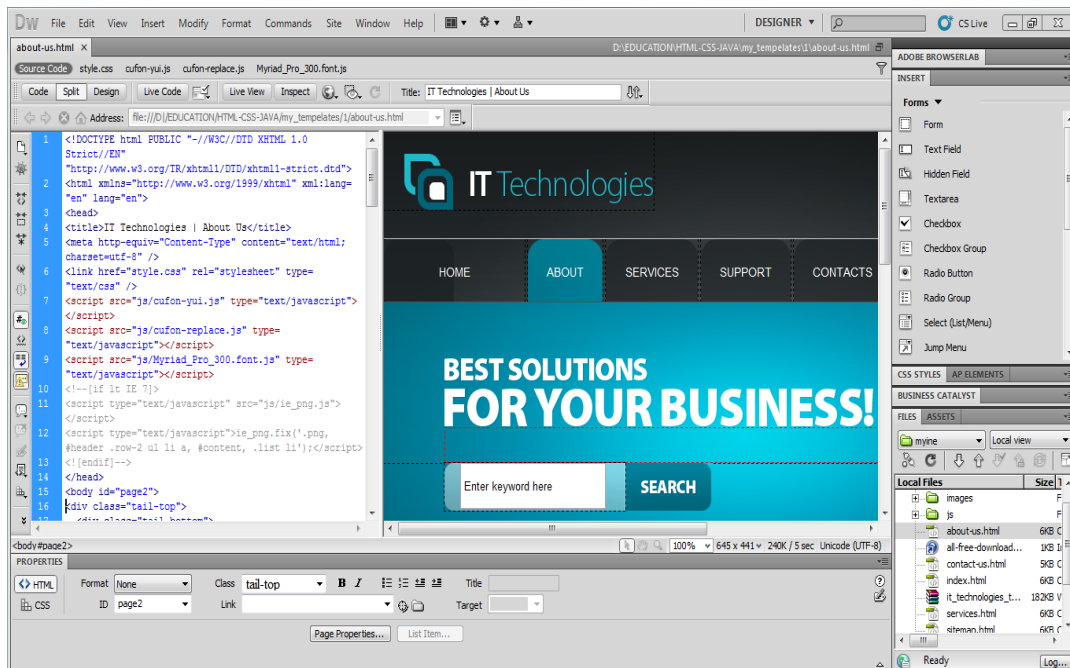 Dw File Edit View Insert Modify Format Commands Site Window Help DESIGNER CS Live
about-us.html × D:\EDUCATION\HTML-CSS-JAVA\my_tempelates\1\about-us.html
Source Code style.css cufon-yui.js cufon-replace.js Myriad_Pro_300.font.js
Code Split Design Live Code Live View Inspect Title: IT Technologies | About Us
Address: file:///D|/EDUCATION/HTML-CSS-JAVA/my_tempelates/1/about-us.html
1 <!DOCTYPE html PUBLIC "-//W3C//DTD XHTML 1.0
Strict//EN"
"http://www.w3.org/TR/xhtml1/DTD/xhtml1-strict.dtd">
2 <html xmlns="http://www.w3.org/1999/xhtml" xml:lang=
"en" lang="en">
3 <head>
4 <title>IT Technologies | About Us</title>
5 <meta http-equiv="Content-Type" content="text/html;
charset=utf-8" />
6 <link href="style.css" rel="stylesheet" type=
"text/css" />
7 <script src="js/cufon-yui.js" type="text/javascript">
</script>
8 <script src="js/cufon-replace.js" type=
"text/javascript"></script>
9 <script src="js/Myriad_Pro_300.font.js" type=
"text/javascript"></script>
10 <!--[if lt IE 7]>
11 <script type="text/javascript" src="js/ie_png.js">
</script>
12 <script type="text/javascript">ie_png.fix('.png,
#header .row-2 ul li a, #content, .list li');</script>
13 <![endif]-->
14 </head>
15 <body id="page2">
16 <div class="tail-top">
17 <div class="tail-bottom">
IT Technologies
HOME ABOUT SERVICES SUPPORT CONTACTS
BEST SOLUTIONS
FOR YOUR BUSINESS!
Enter keyword here SEARCH
<body#page2> 100% 645 x 441 240K / 5 sec Unicode (UTF-8)
PROPERTIES
<> HTML Format None Class tail-top B I Title
CSS ID page2 Link Target
Page Properties... List Item...
ADOBE BROWSERLAB
INSERT
Forms
Form
Text Field
Hidden Field
Textarea
Checkbox
Checkbox Group
Radio Button
Radio Group
Select (List/Menu)
Jump Menu
CSS STYLES AP ELEMENTS
BUSINESS CATALYST
FILES ASSETS
myine Local view
Local Files Size T
images F
js F
about-us.html 6KB C
all-free-download... 1KB I
contact-us.html 5KB C
index.html 6KB C
it_technologies_t... 182KB V
services.html 6KB C
sitemap.html 6KB C
Ready Log...